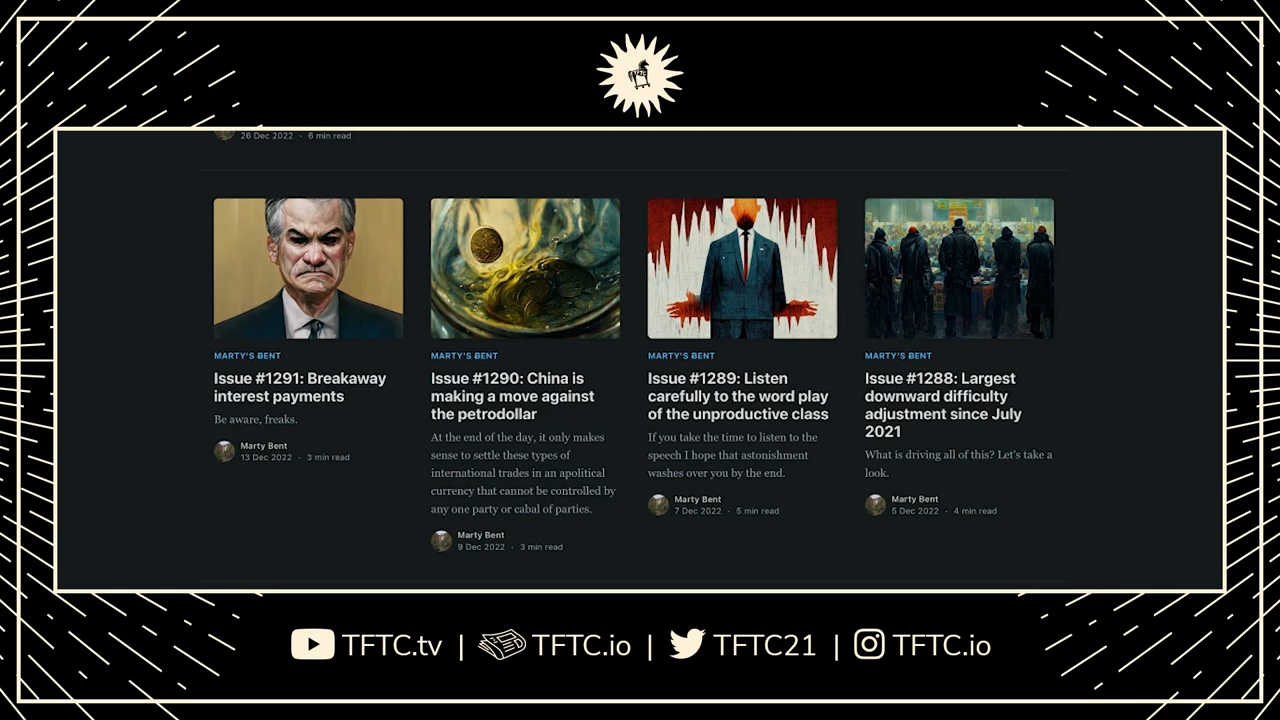 26 Dec 2022 · 6 min read
MARTY'S BENT
Issue #1291: Breakaway
interest payments
Be aware, freaks.
Marty Bent
13 Dec 2022 · 3 min read
MARTY'S BENT
Issue #1290: China is
making a move against
the petrodollar
At the end of the day, it only makes
sense to settle these types of
international trades in an apolitical
currency that cannot be controlled by
any one party or cabal of parties.
Marty Bent
9 Dec 2022 · 3 min read
MARTY'S BENT
Issue #1289: Listen
carefully to the word play
of the unproductive class
If you take the time to listen to the
speech I hope that astonishment
washes over you by the end.
Marty Bent
7 Dec 2022 · 5 min read
MARTY'S BENT
Issue #1288: Largest
downward difficulty
adjustment since July
2021
What is driving all of this? Let's take a
look.
Marty Bent
5 Dec 2022 · 4 min read
TFTC.tv | TFTC.io | TFTC21 | TFTC.io